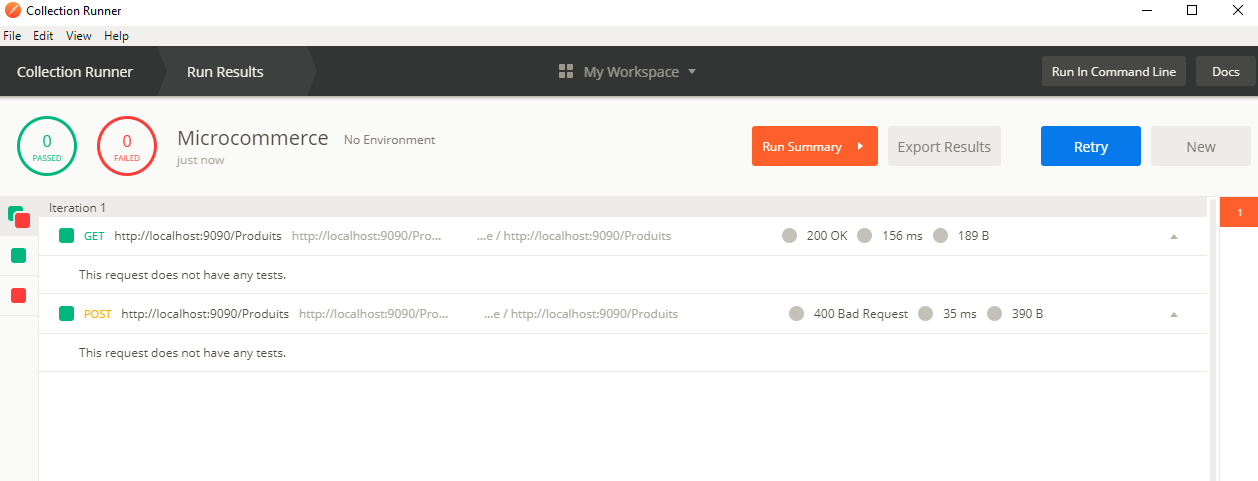 Collection Runner
File Edit View Help
Collection Runner Run Results My Workspace Run In Command Line Docs
0 PASSED
0 FAILED
Microcommerce No Environment
just now
Run Summary Export Results Retry New
Iteration 1
1
GET http://localhost:9090/Produits http://localhost:9090/Pro... ...e / http://localhost:9090/Produits 200 OK 156 ms 189 B
This request does not have any tests.
POST http://localhost:9090/Produits http://localhost:9090/Pro... ...e / http://localhost:9090/Produits 400 Bad Request 35 ms 390 B
This request does not have any tests.